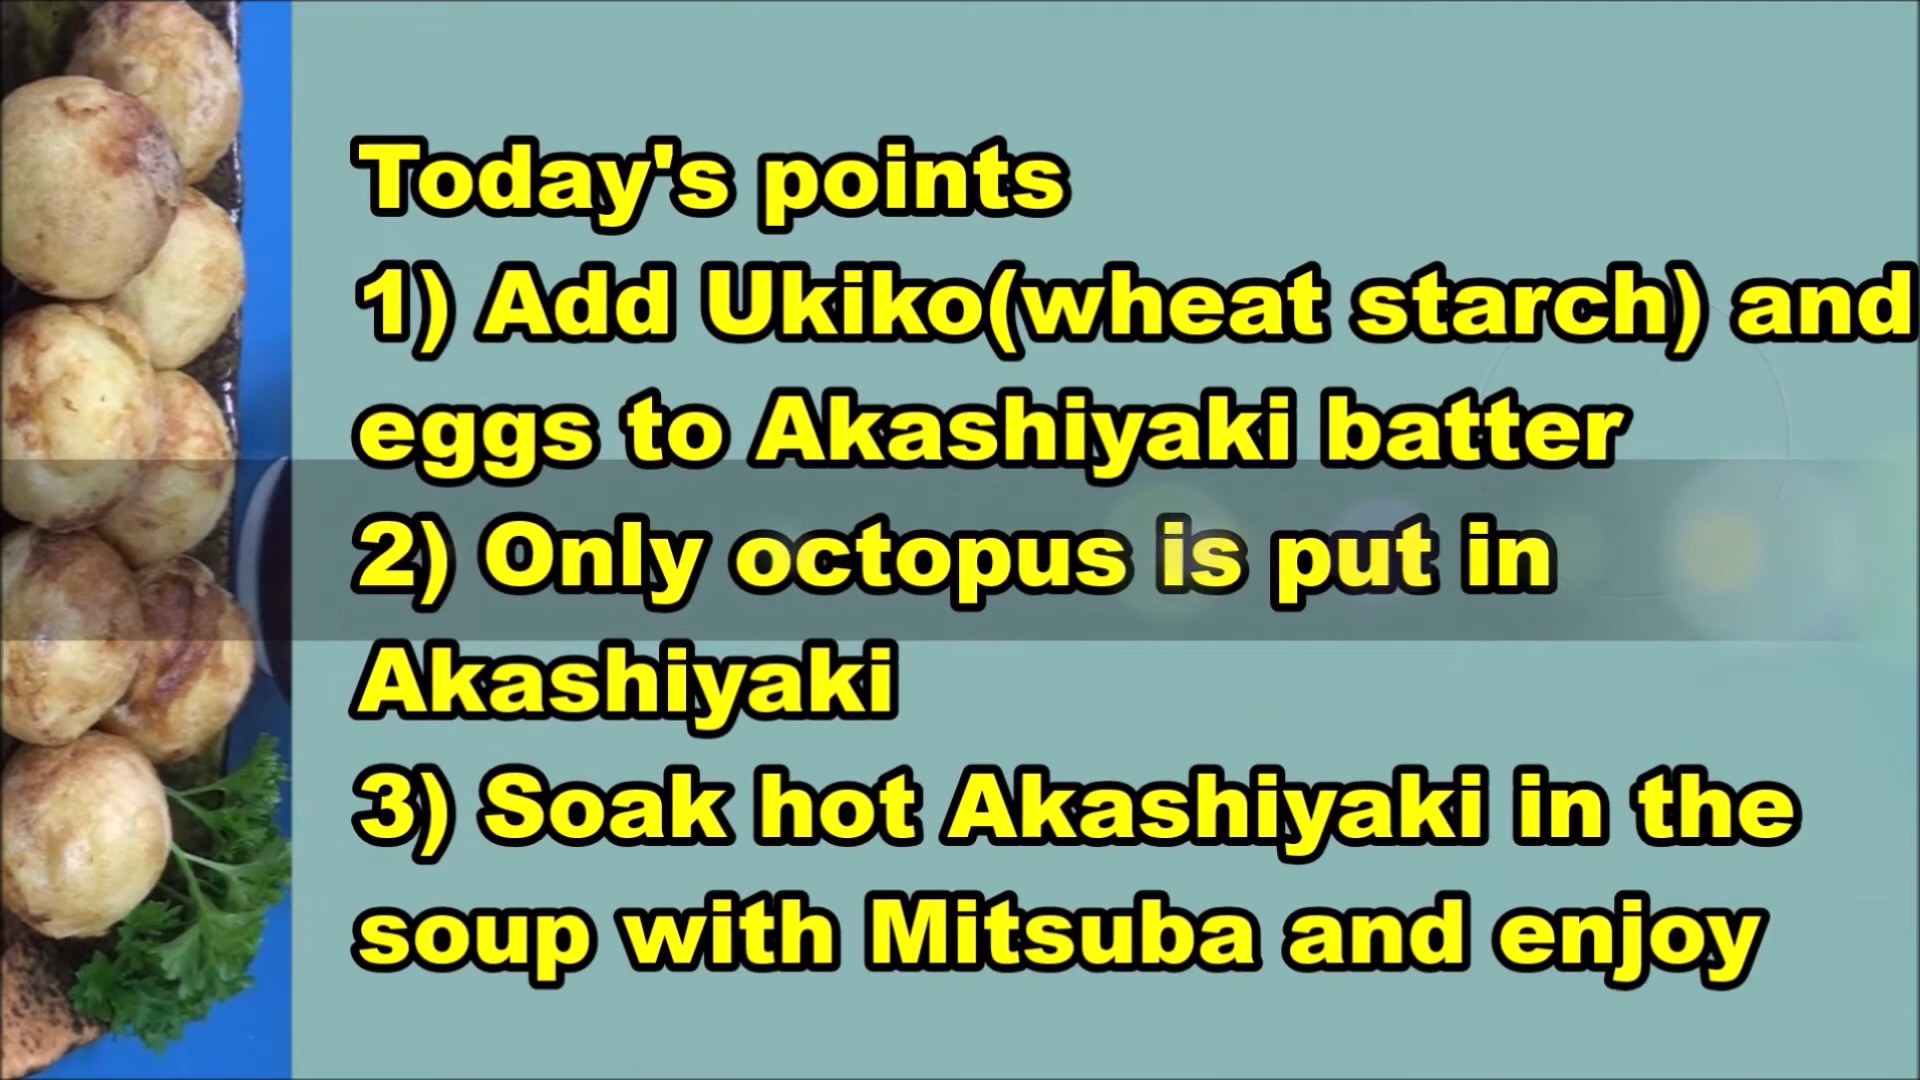 Today's points
1) Add Ukiko(wheat starch) and
eggs to Akashiyaki batter
2) Only octopus is put in
Akashiyaki
3) Soak hot Akashiyaki in the
soup with Mitsuba and enjoy